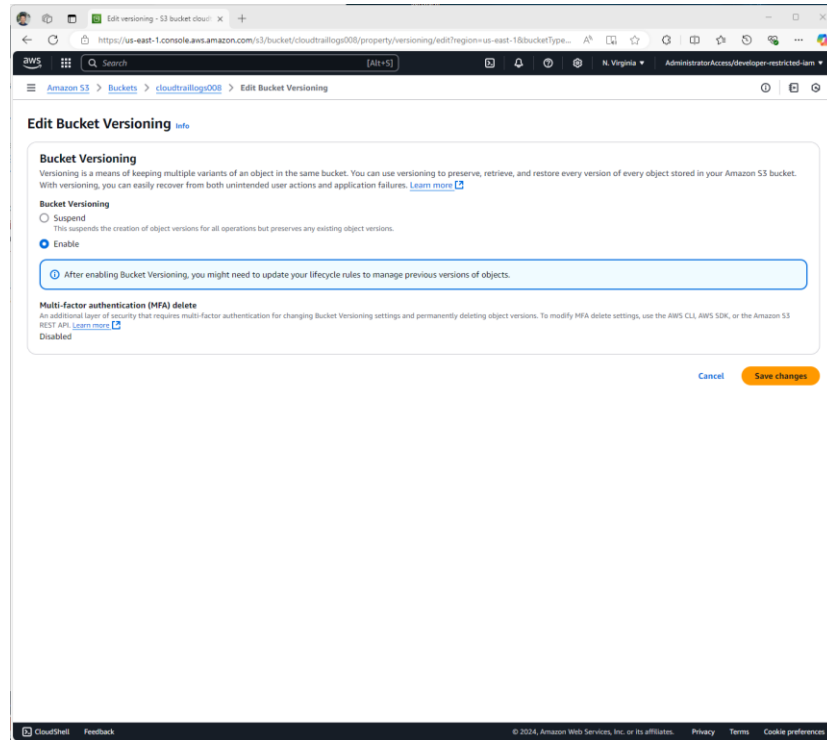 Edit versioning - S3 bucket cloud
https://us-east-1.console.aws.amazon.com/s3/bucket/cloudtraillogs008/property/versioning/edit?region=us-east-1&bucketType...
aws
Search
[Alt+S]
N. Virginia
AdministratorAccess/developer-restricted-iam
Amazon S3 > Buckets > cloudtraillogs008 > Edit Bucket Versioning
Edit Bucket Versioning Info
Bucket Versioning
Versioning is a means of keeping multiple variants of an object in the same bucket. You can use versioning to preserve, retrieve, and restore every version of every object stored in your Amazon S3 bucket.
With versioning, you can easily recover from both unintended user actions and application failures. Learn more
Bucket Versioning
Suspend
This suspends the creation of object versions for all operations but preserves any existing object versions.
Enable
After enabling Bucket Versioning, you might need to update your lifecycle rules to manage previous versions of objects.
Multi-factor authentication (MFA) delete
An additional layer of security that requires multi-factor authentication for changing Bucket Versioning settings and permanently deleting object versions. To modify MFA delete settings, use the AWS CLI, AWS SDK, or the Amazon S3
REST API. Learn more
Disabled
Cancel
Save changes
CloudShell
Feedback
© 2024, Amazon Web Services, Inc. or its affiliates.
Privacy
Terms
Cookie preferences